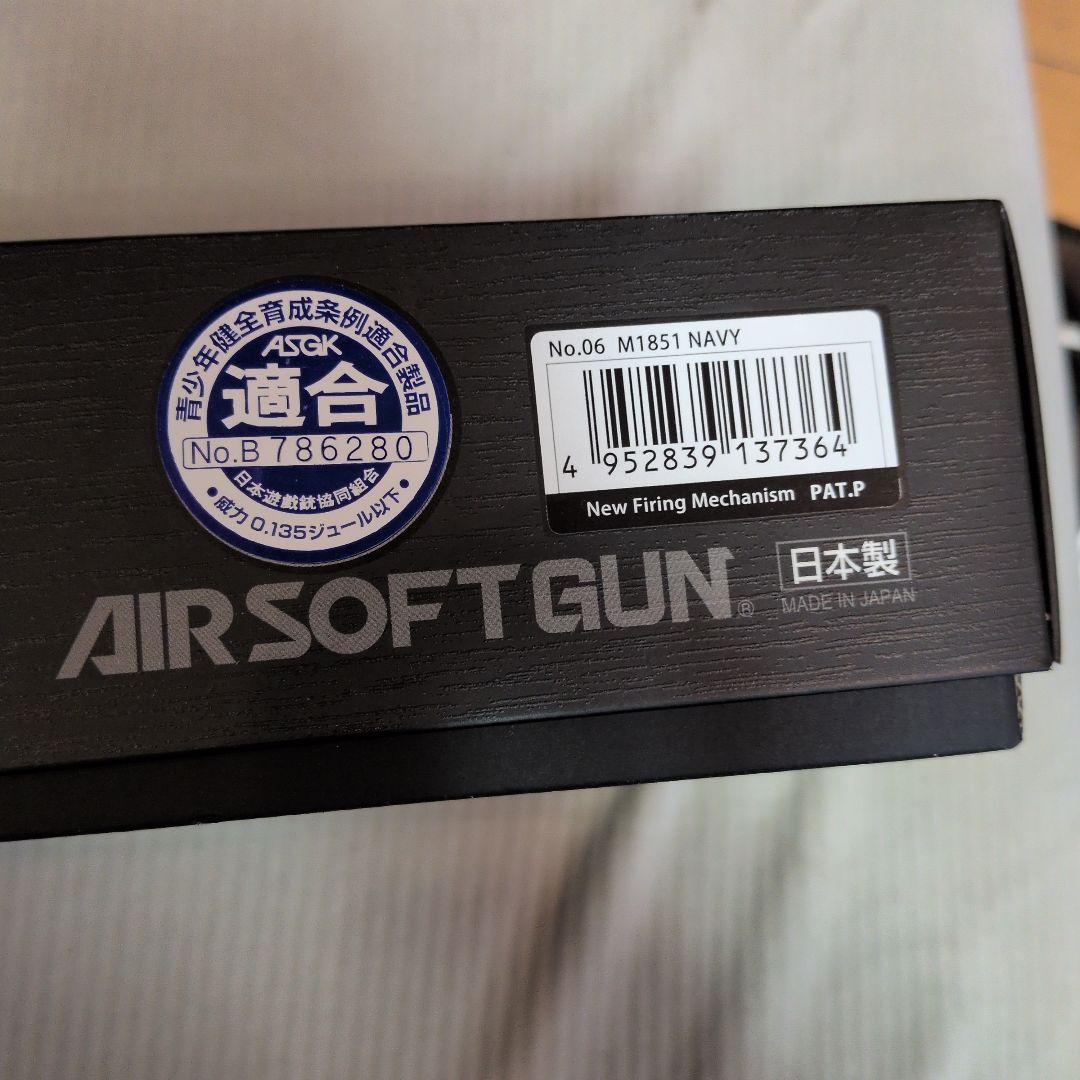 青少年健全育成条例適合製品
ASGK
適合
No.B 786280
日本遊戯銃協同組合
•威力 0.135ジュール以下•
No.06 M1851 NAVY
4 952839 137364
New Firing Mechanism PAT.P
AIRSOFTGUN®
日本製
MADE IN JAPAN